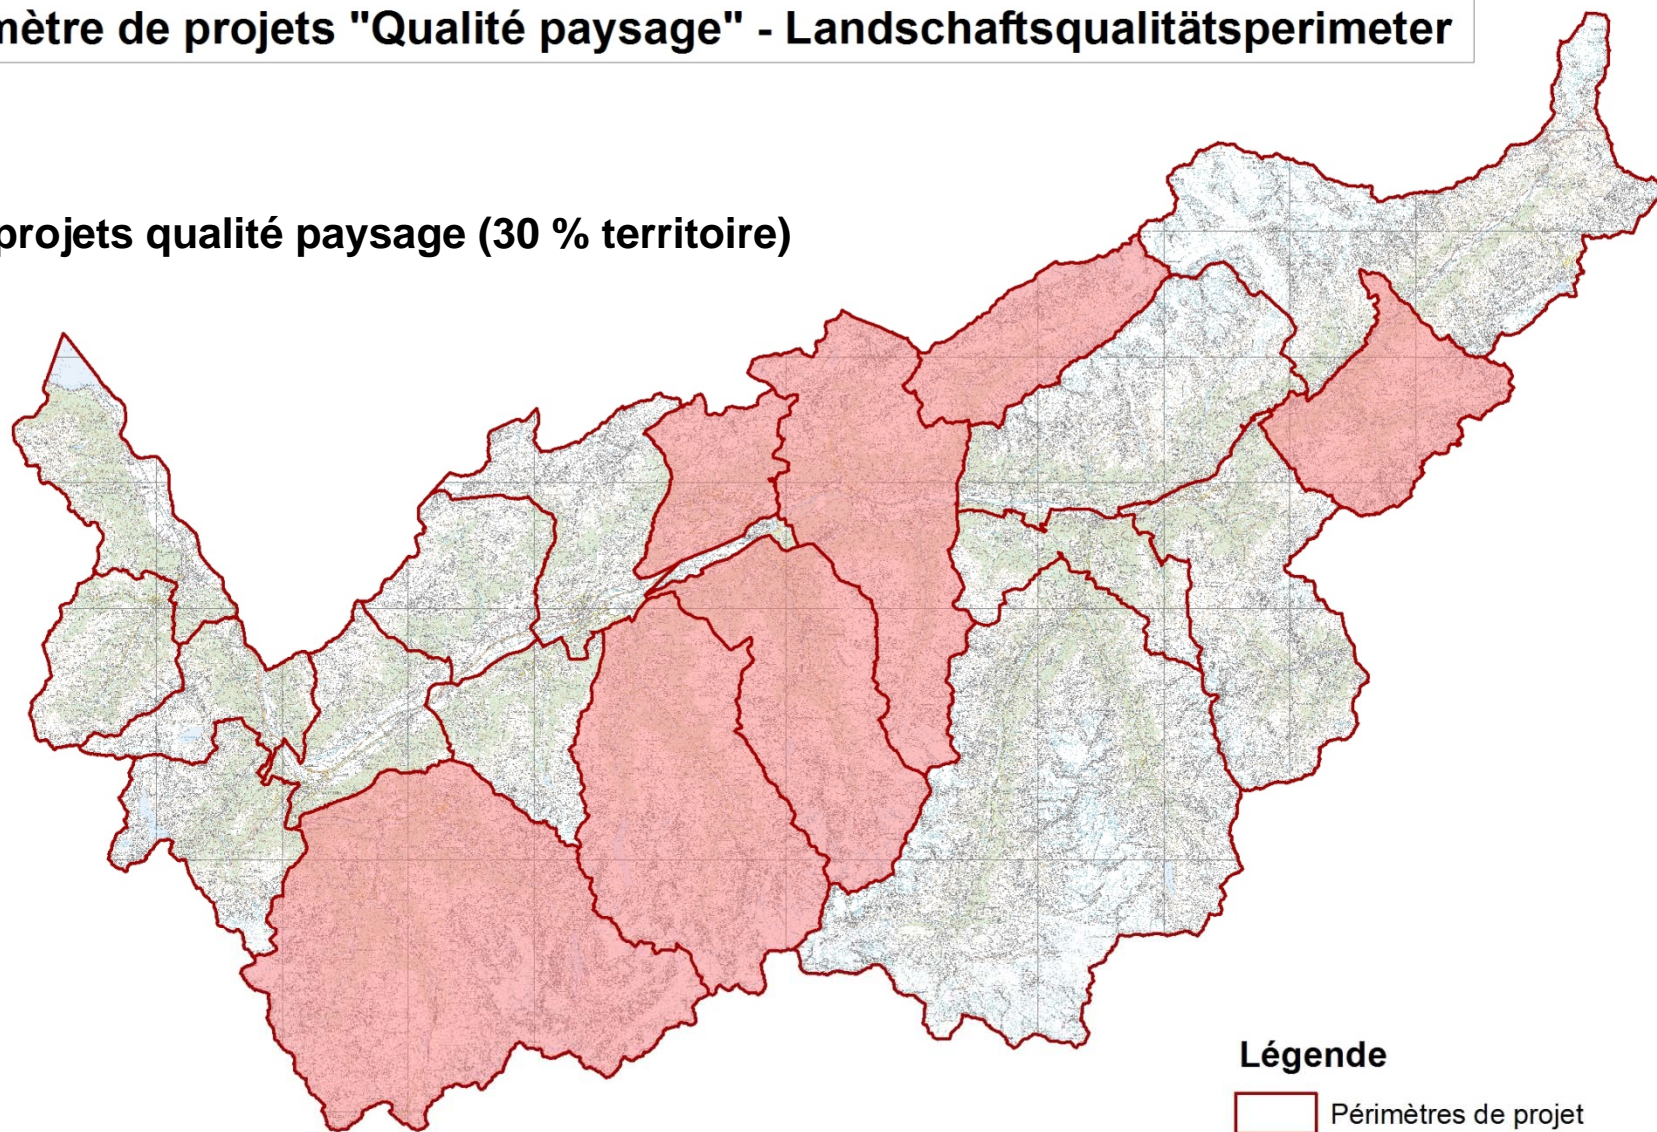 mètre de projets "Qualité paysage" - Landschaftsqualitätsperimeter
projets qualité paysage (30 % territoire)
Légende
Périmètres de projet